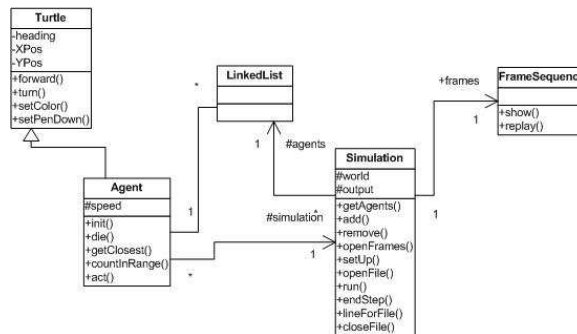 Turtle
-heading
-XPos
-YPos
+forward()
+turn()
+setColor()
+setPenDown()
LinkedList
*
1
1
#agents
FrameSequenc
+show()
+replay()
+frames
1
1
Agent
#speed
+init()
+die()
+getClosest()
+countInRange()
+act()
#simulation
*
1
*
Simulation
#world
#output
+getAgents()
+add()
+remove()
+openFrames()
+setUp()
+openFile()
+run()
+endStep()
+lineForFile()
+closeFile()